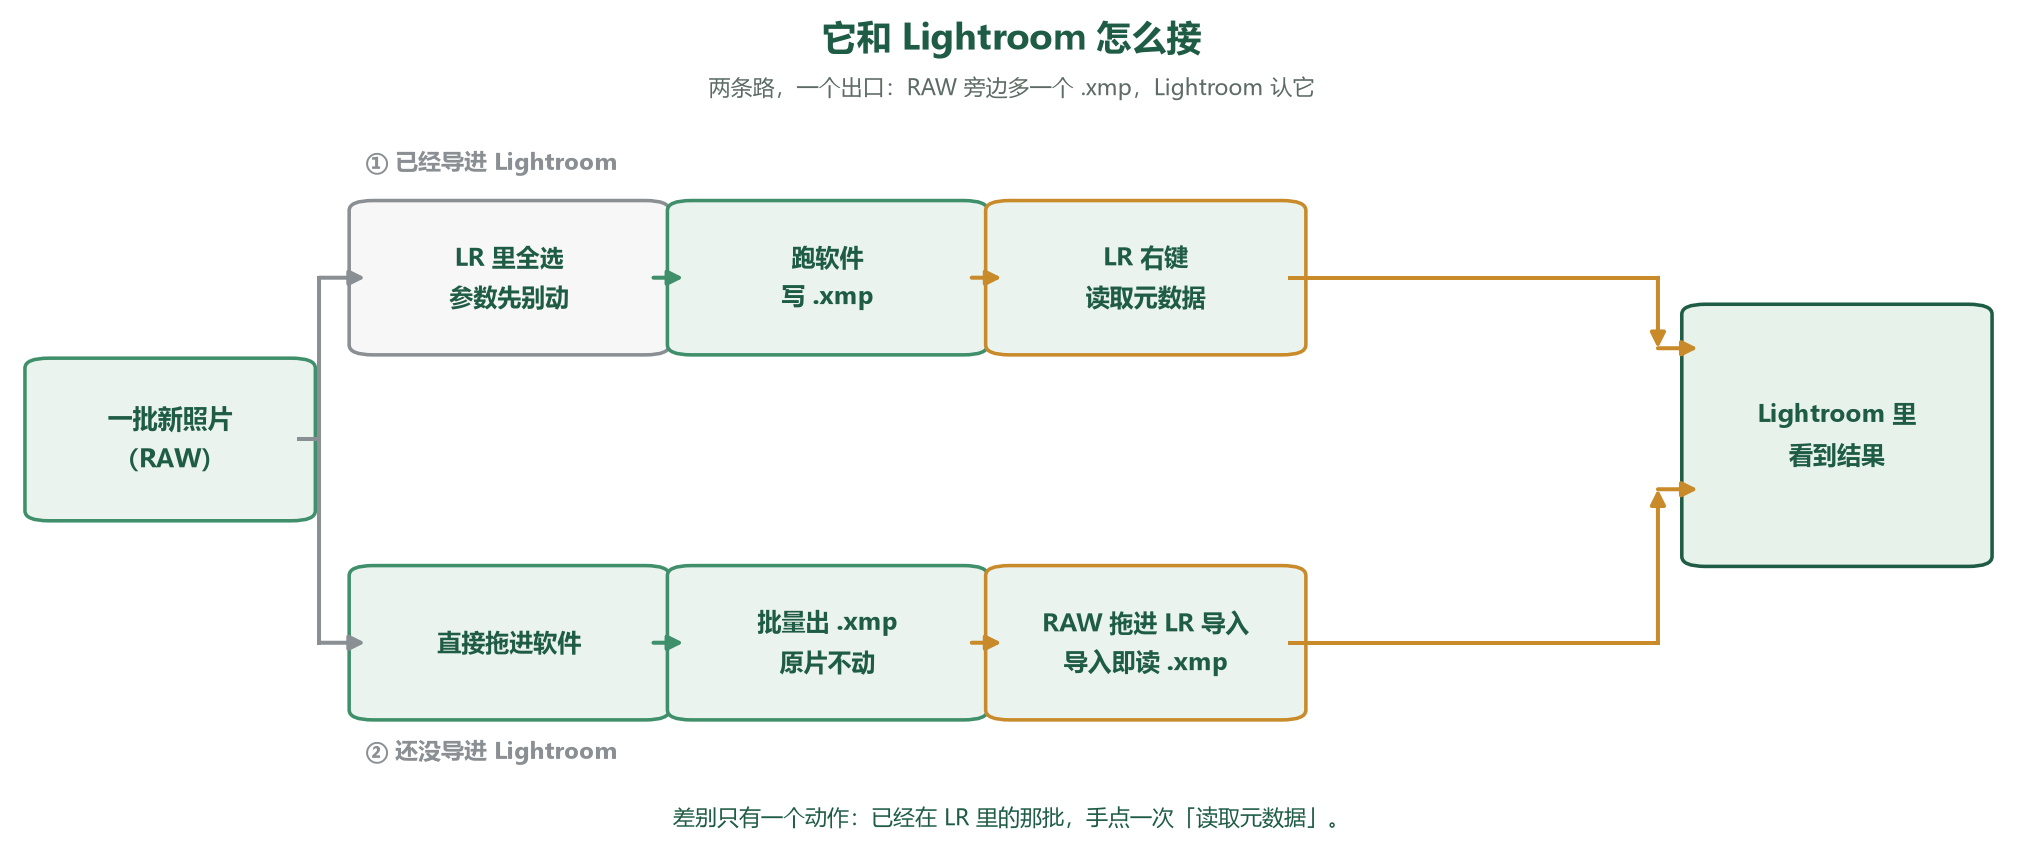 它和 Lightroom 怎么接
两条路，一个出口：RAW 旁边多一个 .xmp，Lightroom 认它
① 已经导进 Lightroom
LR 里全选
参数先别动
跑软件
写 .xmp
LR 右键
读取元数据
一批新照片
（RAW）
Lightroom 里
看到结果
直接拖进软件
批量出 .xmp
原片不动
RAW 拖进 LR 导入
导入即读 .xmp
② 还没导进 Lightroom
差别只有一个动作：已经在 LR 里的那批，手点一次「读取元数据」。